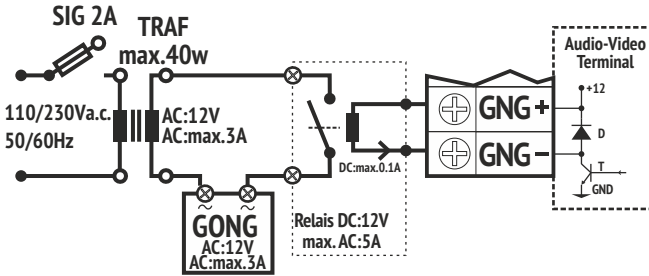 SIG 2A
TRAF
max.40w
110/230Va.c.
50/60Hz
AC:12V
AC:max.3A
GONG
AC:12V
AC:max.3A
DC:max.0.1A
Relais DC:12V
max. AC:5A
GNG+
GNG-
Audio-Video
Terminal
+12
D
T
GND